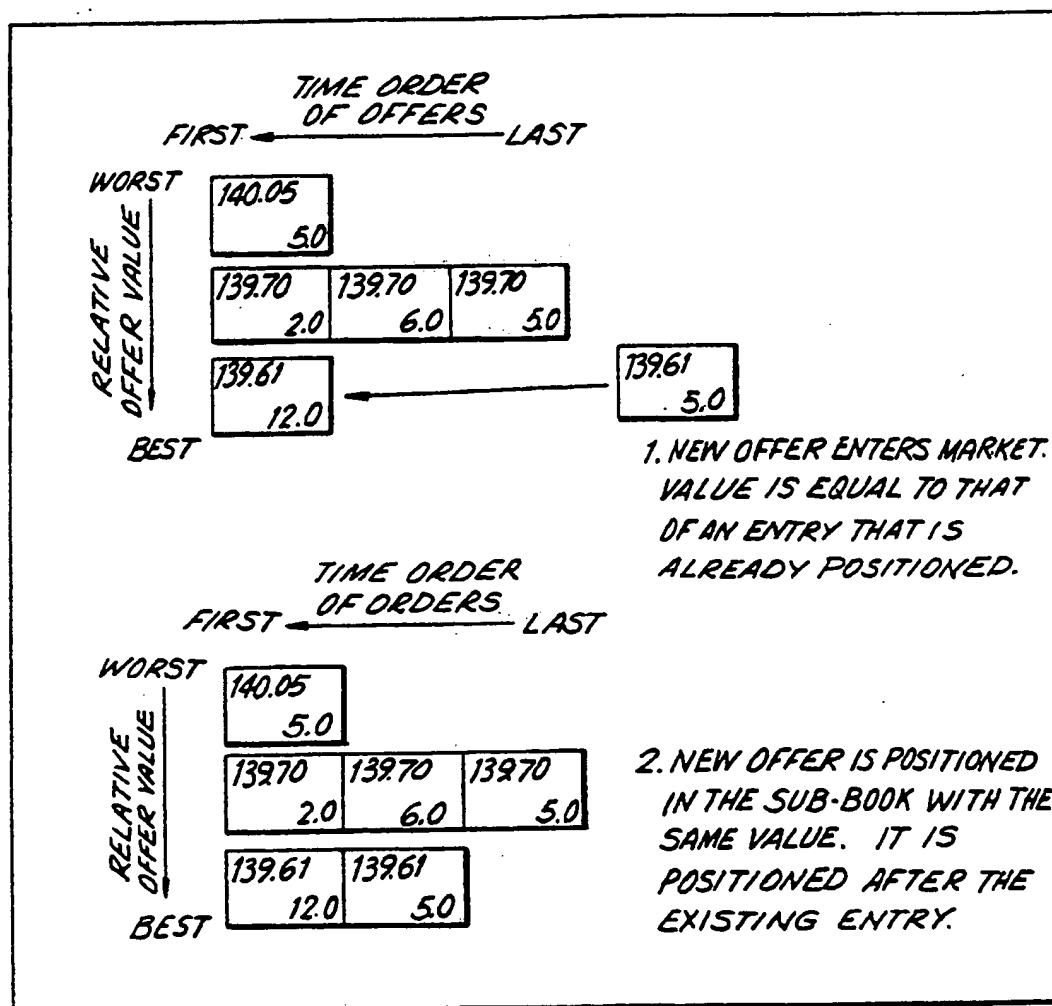 TIME ORDER
OF OFFERS
FIRST LAST
WORST
RELATIVE
OFFER VALUE
140.05
5.0
139.70 139.70 139.70
2.0 6.0 5.0
139.61 139.61
12.0 5.0
BEST
1. NEW OFFER ENTERS MARKET.
VALUE IS EQUAL TO THAT
OF AN ENTRY THAT IS
ALREADY POSITIONED.
TIME ORDER
OF ORDERS
FIRST LAST
WORST
RELATIVE
OFFER VALUE
140.05
5.0
139.70 139.70 139.70
2.0 6.0 5.0
139.61 139.61
12.0 5.0
BEST
2. NEW OFFER IS POSITIONED
IN THE SUB-BOOK WITH THE
SAME VALUE. IT IS
POSITIONED AFTER THE
EXISTING ENTRY.